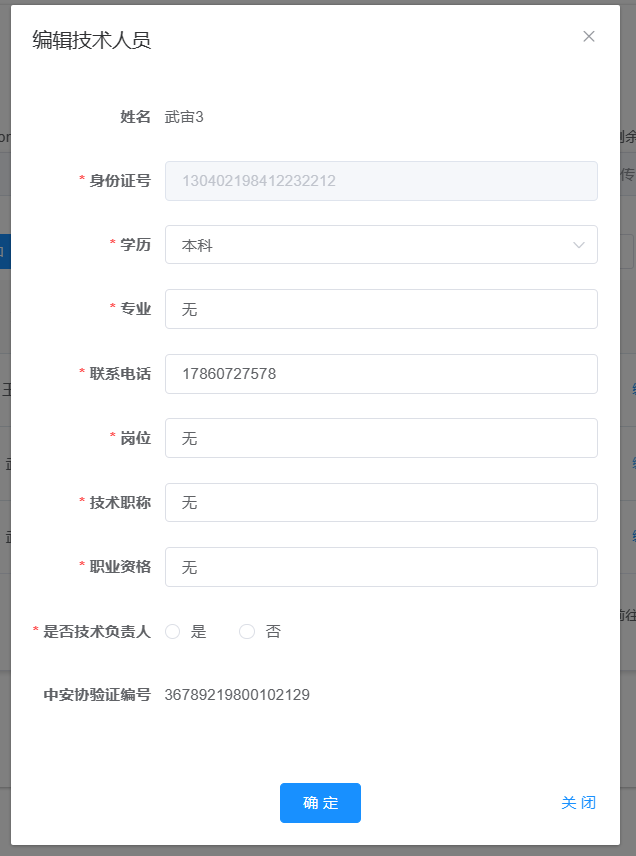 编辑技术人员
姓名 武宙3
* 身份证号 130402198412232212
* 学历 本科
* 专业 无
* 联系电话 17860727578
* 岗位 无
* 技术职称 无
* 职业资格 无
* 是否技术负责人 是 否
中安协验证编号 36789219800102129
确 定 关 闭